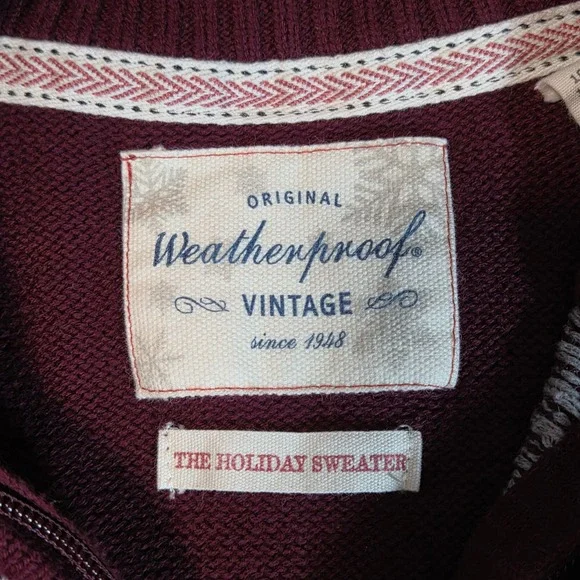 ORIGINAL
Weatherproof®
VINTAGE
since 1948
THE HOLIDAY SWEATER